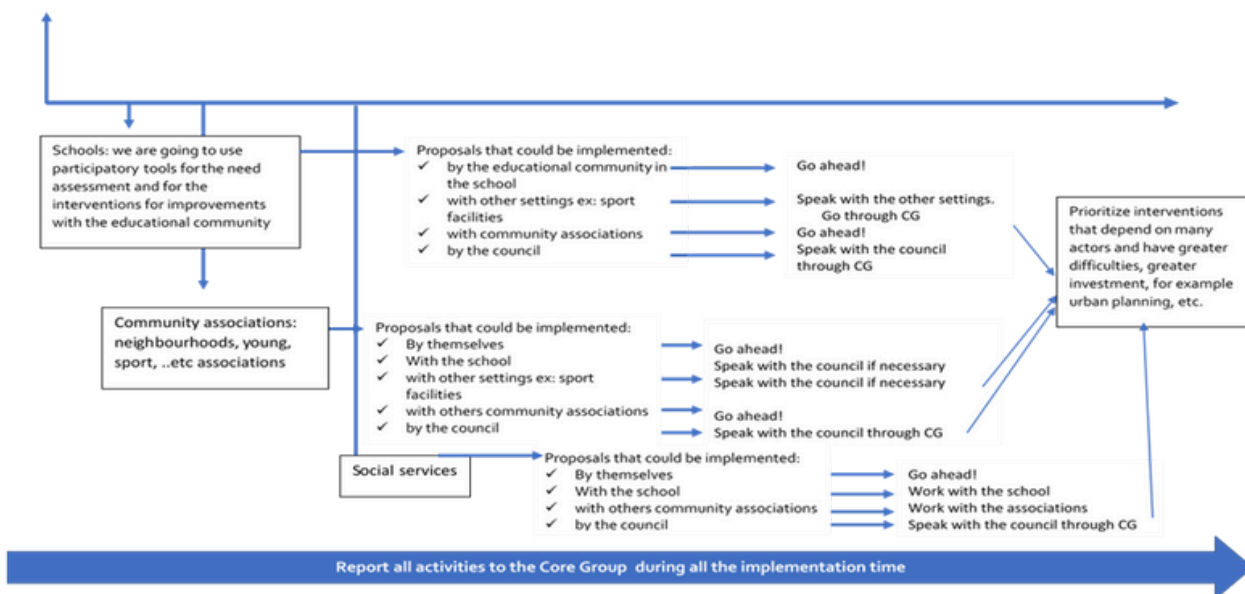 Schools: we are going to use
participatory tools for the need
assessment and for the
interventions for improvements
with the educational community
Proposals that could be implemented:
✓ by the educational community in
the school
✓ with other settings ex: sport
facilities
✓ with community associations
✓ by the council
Go ahead!
Speak with the other settings.
Go through CG
Go ahead!
Speak with the council
through CG
Prioritize interventions
that depend on many
actors and have greater
difficulties, greater
investment, for example
urban planning, etc.
Community associations:
neighbourhoods, young,
sport, ..etc associations
Proposals that could be implemented:
✓ By themselves
✓ With the school
✓ with other settings ex: sport
facilities
✓ with others community associations
✓ by the council
Go ahead!
Speak with the council if necessary
Speak with the council if necessary
Go ahead!
Speak with the council through CG
Social services
Proposals that could be implemented:
✓ By themselves
✓ With the school
✓ with others community associations
✓ by the council
Go ahead!
Work with the school
Work with the associations
Speak with the council through CG
Report all activities to the Core Group during all the implementation time